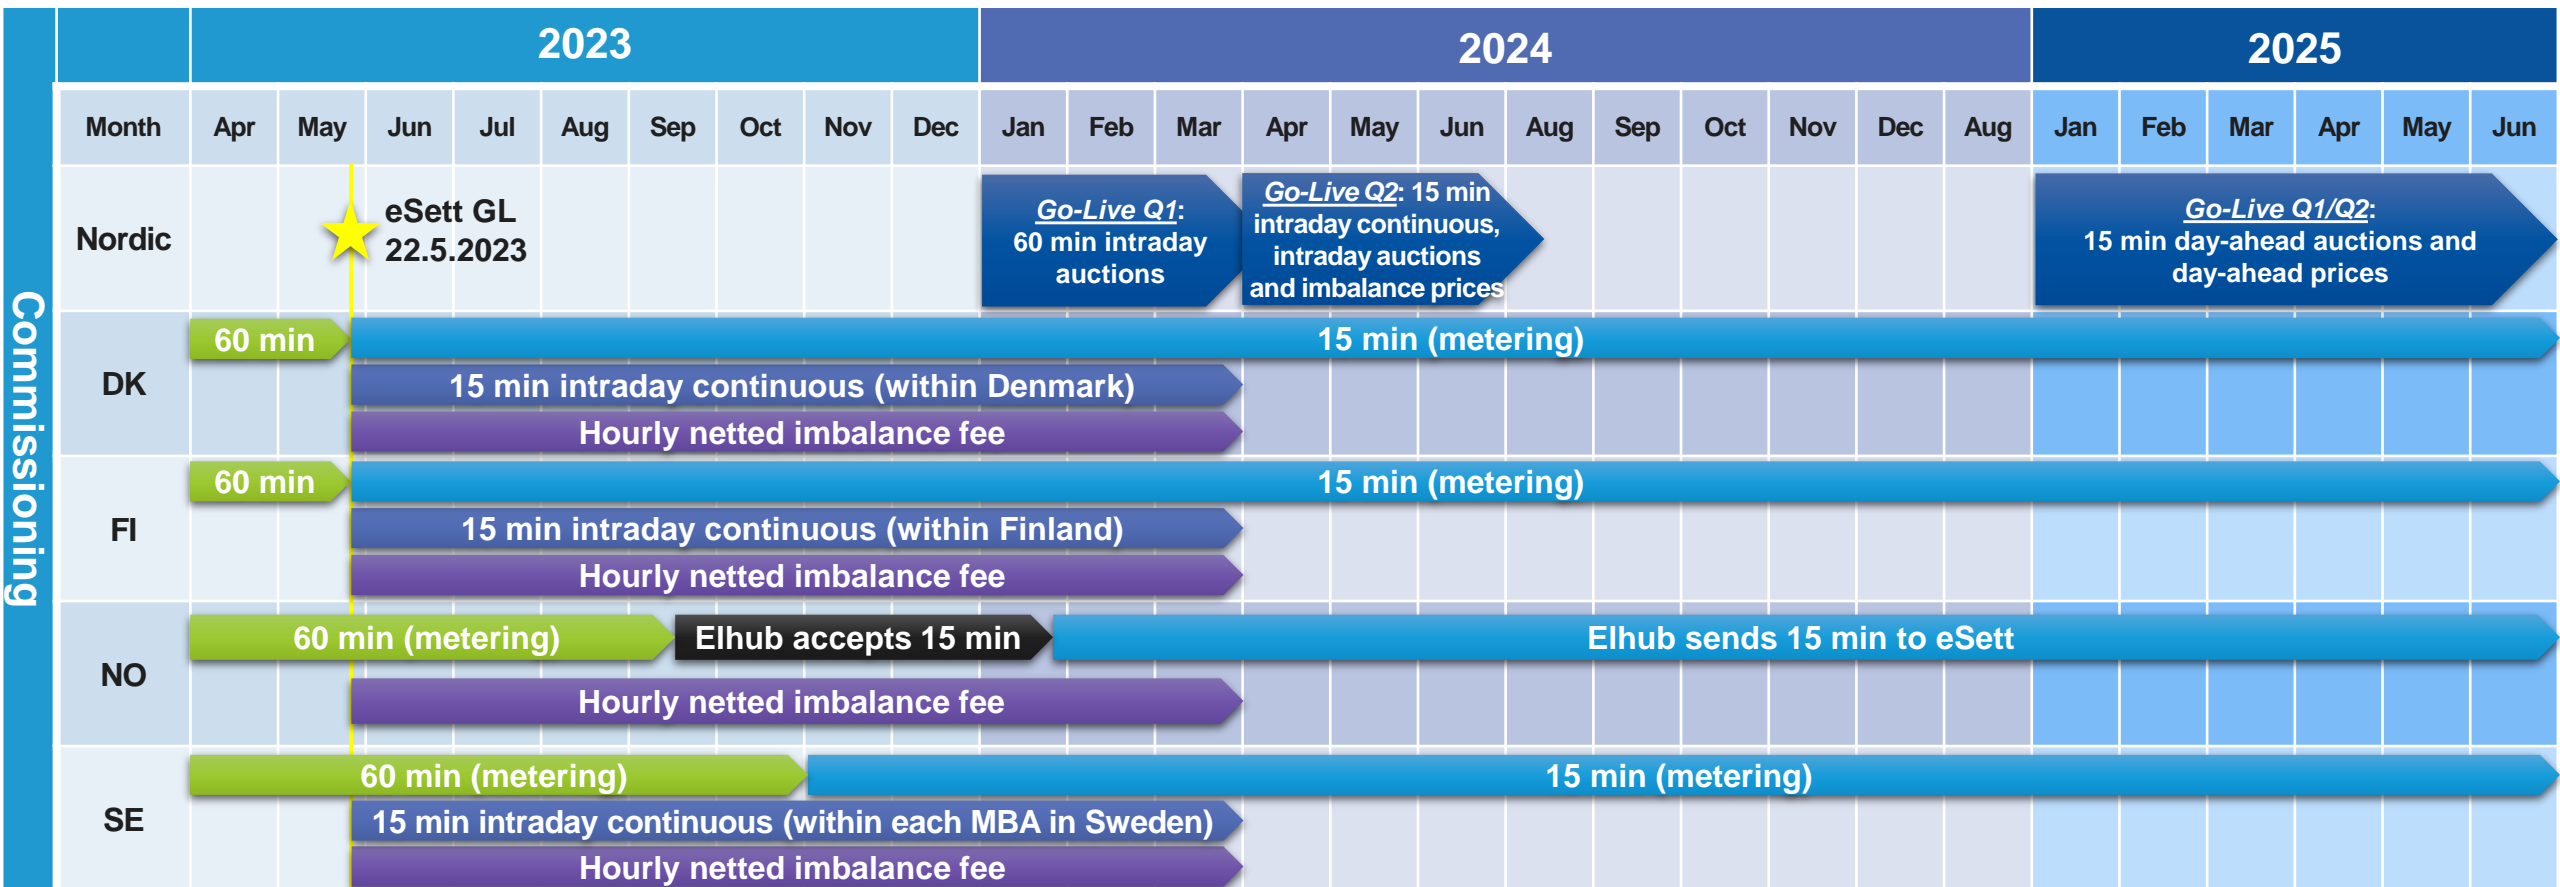 Commissioning
2023
2024
2025
Month
Apr
May
Jun
Jul
Aug
Sep
Oct
Nov
Dec
Jan
Feb
Mar
Apr
May
Jun
Aug
Sep
Oct
Nov
Dec
Aug
Jan
Feb
Mar
Apr
May
Jun
Nordic
eSett GL
22.5.2023
Go-Live Q1:
60 min intraday
auctions
Go-Live Q2: 15 min
intraday continuous,
intraday auctions
and imbalance prices
Go-Live Q1/Q2:
15 min day-ahead auctions and
day-ahead prices
DK
60 min
15 min (metering)
15 min intraday continuous (within Denmark)
Hourly netted imbalance fee
FI
60 min
15 min (metering)
15 min intraday continuous (within Finland)
Hourly netted imbalance fee
NO
60 min (metering)
Elhub accepts 15 min
Elhub sends 15 min to eSett
Hourly netted imbalance fee
SE
60 min (metering)
15 min (metering)
15 min intraday continuous (within each MBA in Sweden)
Hourly netted imbalance fee